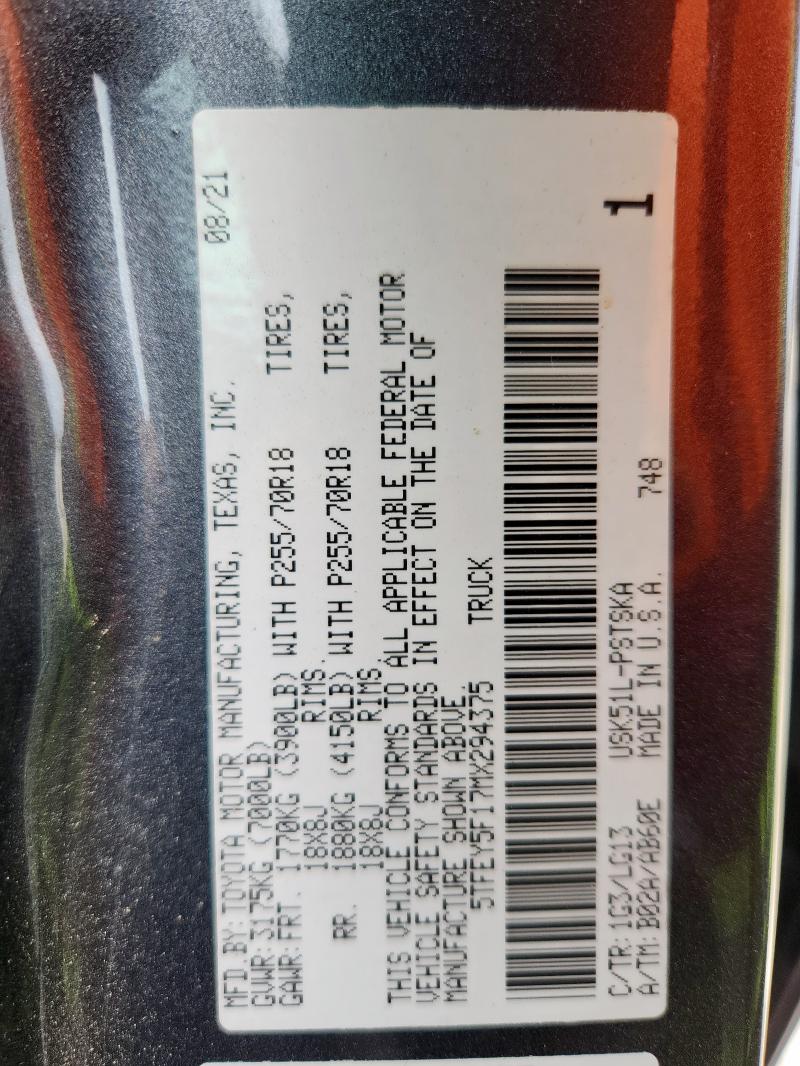 MFD.BY:TOYOTA MOTOR MANUFACTURING, TEXAS, INC. 08/21
GVWR:3175KG (7000LB)
GAWR:FRT. 1770KG (3900LB) WITH P255/70R18 TIRES,
18X8J RIMS.
RR. 1880KG (4150LB) WITH P255/70R18 TIRES,
18X8J RIMS.
THIS VEHICLE CONFORMS TO ALL APPLICABLE FEDERAL MOTOR
VEHICLE SAFETY STANDARDS IN EFFECT ON THE DATE OF
MANUFACTURE SHOWN ABOVE.
5TFEY5F17MX294375 TRUCK
C/TR: 1G3/LG13 USK51L-PSTSKA 1
A/TM: B02A/AB60E MADE IN U.S.A. 748